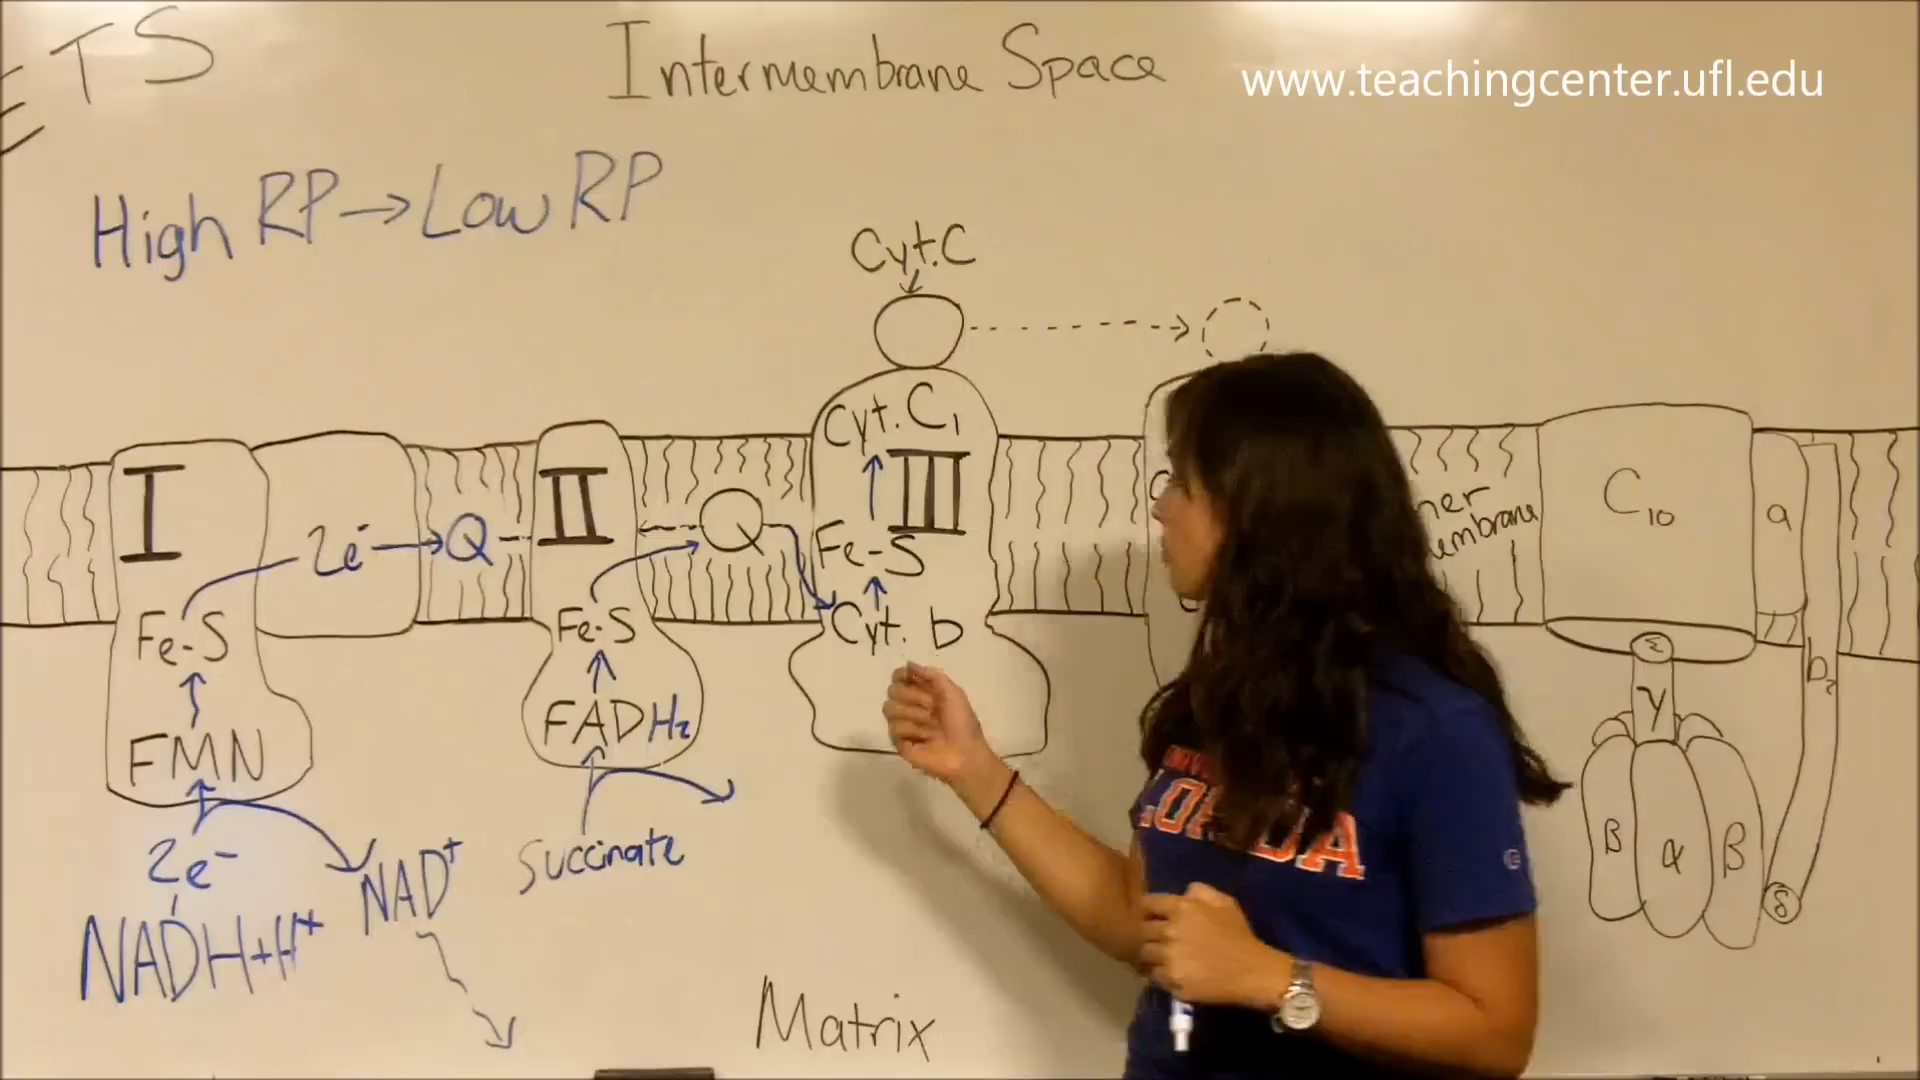 ETS
Intermembrane Space
www.teachingcenter.ufl.edu
High RP → Low RP
Cyt. C
Cyt. C₁
I
II
III
2e⁻
Q
Q
Fe-S
Fe-S
Fe-S
Cyt. b
FMN
FADH₂
2e⁻
NADH+H⁺
NAD⁺
Succinate
C₁₀
a
b₂
Ɛ
γ
β
α
β
δ
FLORIDA
Matrix